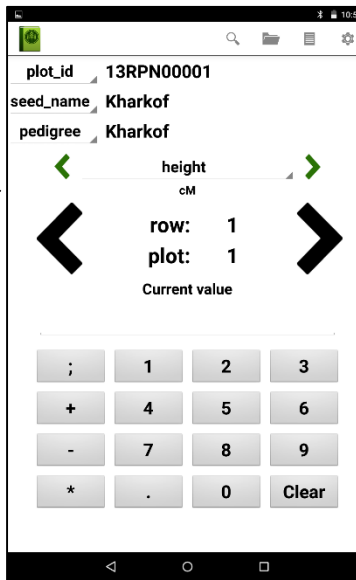 10:5
plot_id 13RPN00001
seed_name Kharkof
pedigree Kharkof
height
cM
row: 1
plot: 1
Current value
; 1 2 3
+ 4 5 6
- 7 8 9
* . 0 Clear